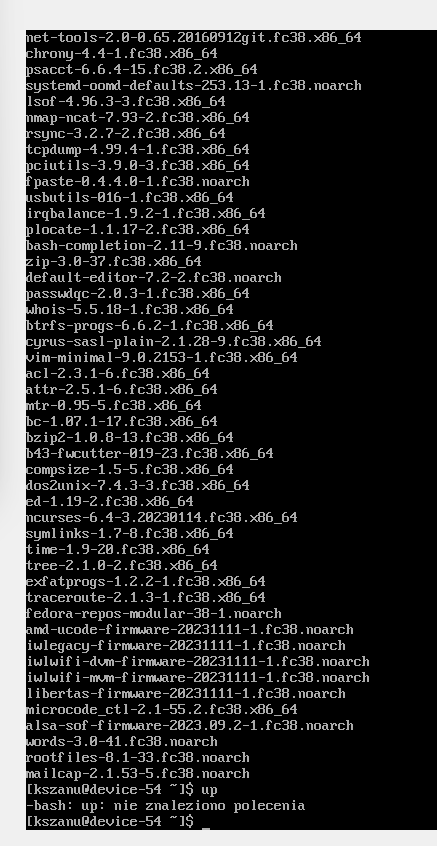 net-tools-2.0-0.65.20160912git.fc38.x86_64
chrony-4.4-1.fc38.x86_64
psacct-6.6.4-15.fc38.2.x86_64
systemd-oomd-defaults-253.13-1.fc38.noarch
lsof-4.96.3-3.fc38.x86_64
nmap-ncat-7.93-2.fc38.x86_64
rsync-3.2.7-2.fc38.x86_64
tcpdump-4.99.4-1.fc38.x86_64
pciutils-3.9.0-3.fc38.x86_64
fpaste-0.4.4.0-1.fc38.noarch
usbutils-016-1.fc38.x86_64
irqbalance-1.9.2-1.fc38.x86_64
plocate-1.1.17-2.fc38.x86_64
bash-completion-2.11-9.fc38.noarch
zip-3.0-37.fc38.x86_64
default-editor-7.2-2.fc38.noarch
passwdqc-2.0.3-1.fc38.x86_64
whois-5.5.18-1.fc38.x86_64
btrfs-progs-6.6.2-1.fc38.x86_64
cyrus-sasl-plain-2.1.28-9.fc38.x86_64
vim-minimal-9.0.2153-1.fc38.x86_64
acl-2.3.1-6.fc38.x86_64
attr-2.5.1-6.fc38.x86_64
mtr-0.95-5.fc38.x86_64
bc-1.07.1-17.fc38.x86_64
bzip2-1.0.8-13.fc38.x86_64
b43-fwcutter-019-23.fc38.x86_64
compsize-1.5-5.fc38.x86_64
dos2unix-7.4.3-3.fc38.x86_64
ed-1.19-2.fc38.x86_64
ncurses-6.4-3.20230114.fc38.x86_64
symlinks-1.7-8.fc38.x86_64
time-1.9-20.fc38.x86_64
tree-2.1.0-2.fc38.x86_64
exfatprogs-1.2.2-1.fc38.x86_64
traceroute-2.1.3-1.fc38.x86_64
fedora-repos-modular-38-1.noarch
amd-ucode-firmware-20231111-1.fc38.noarch
iwlegacy-firmware-20231111-1.fc38.noarch
iwlwifi-dvm-firmware-20231111-1.fc38.noarch
iwlwifi-mvm-firmware-20231111-1.fc38.noarch
libertas-firmware-20231111-1.fc38.noarch
microcode_ctl-2.1-55.2.fc38.x86_64
alsa-sof-firmware-2023.09.2-1.fc38.noarch
words-3.0-41.fc38.noarch
rootfiles-8.1-33.fc38.noarch
mailcap-2.1.53-5.fc38.noarch
[kszanu@device-54 ~]$ up
-bash: up: nie znaleziono polecenia
[kszanu@device-54 ~]$ _